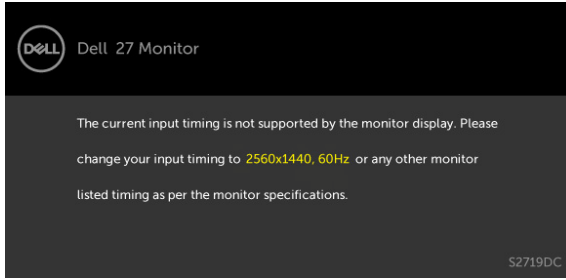 DELL Dell 27 Monitor
The current input timing is not supported by the monitor display. Please
change your input timing to 2560x1440, 60Hz or any other monitor
listed timing as per the monitor specifications.
S2719DC